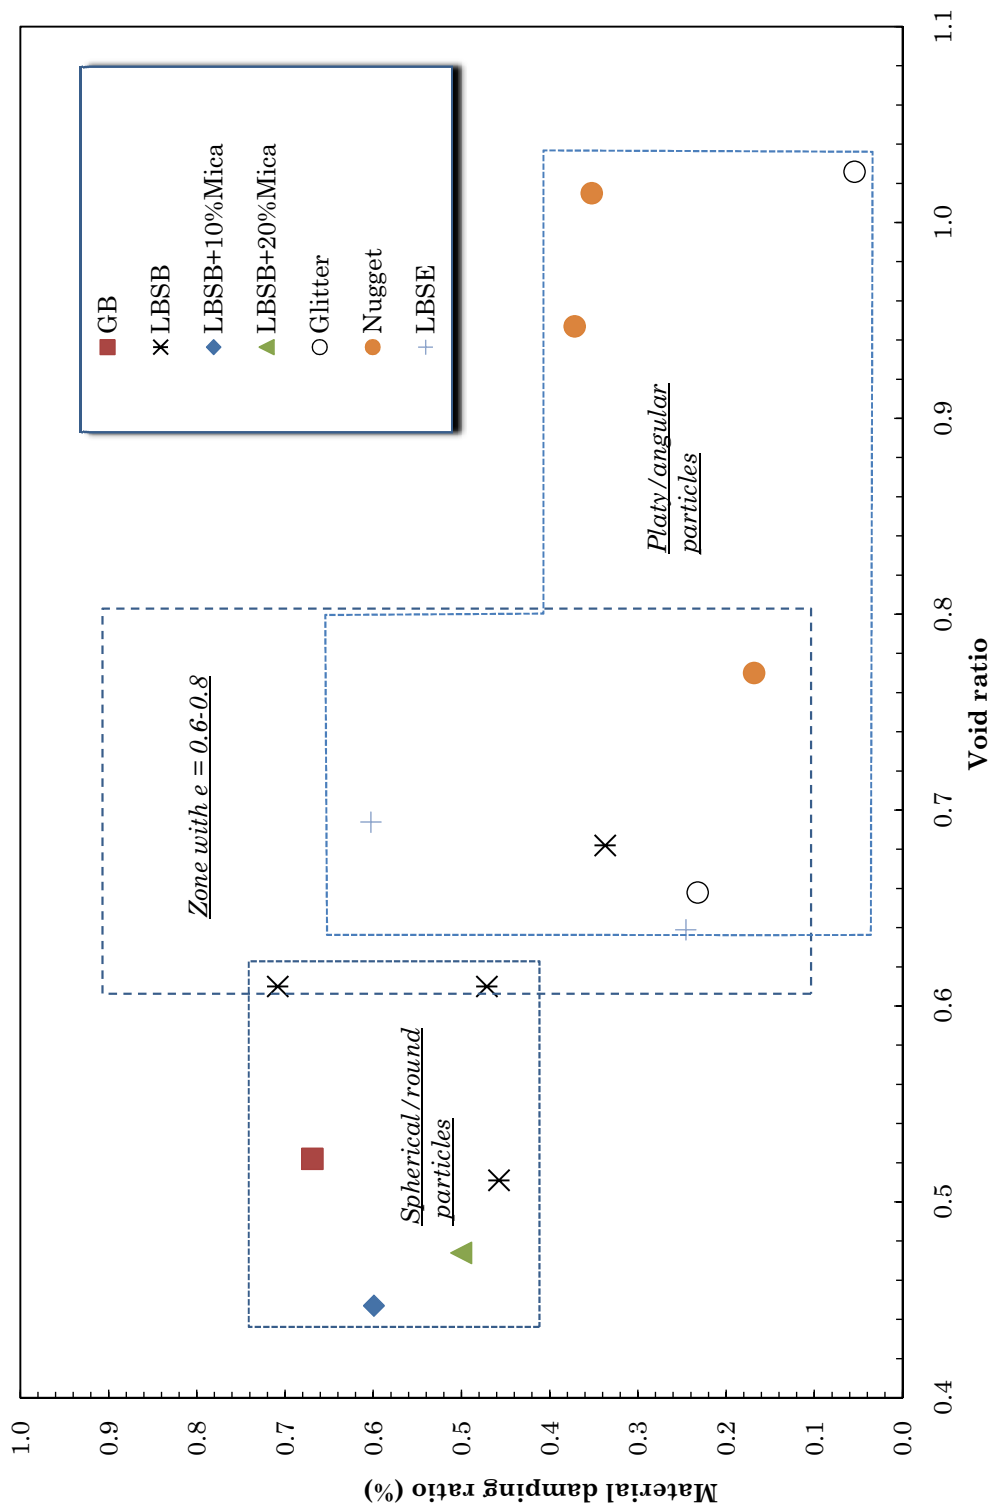 1.0
0.9
0.8
0.7
0.6
0.5
0.4
0.3
0.2
0.1
0.0
Material damping ratio (%)
0.4
0.5
0.6
0.7
0.8
0.9
1.0
1.1
Void ratio
GB
LBSB
LBSB+10%Mica
LBSB+20%Mica
Glitter
Nugget
LBSE
Zone with e = 0.6-0.8
Spherical/round
particles
Platy/angular
particles